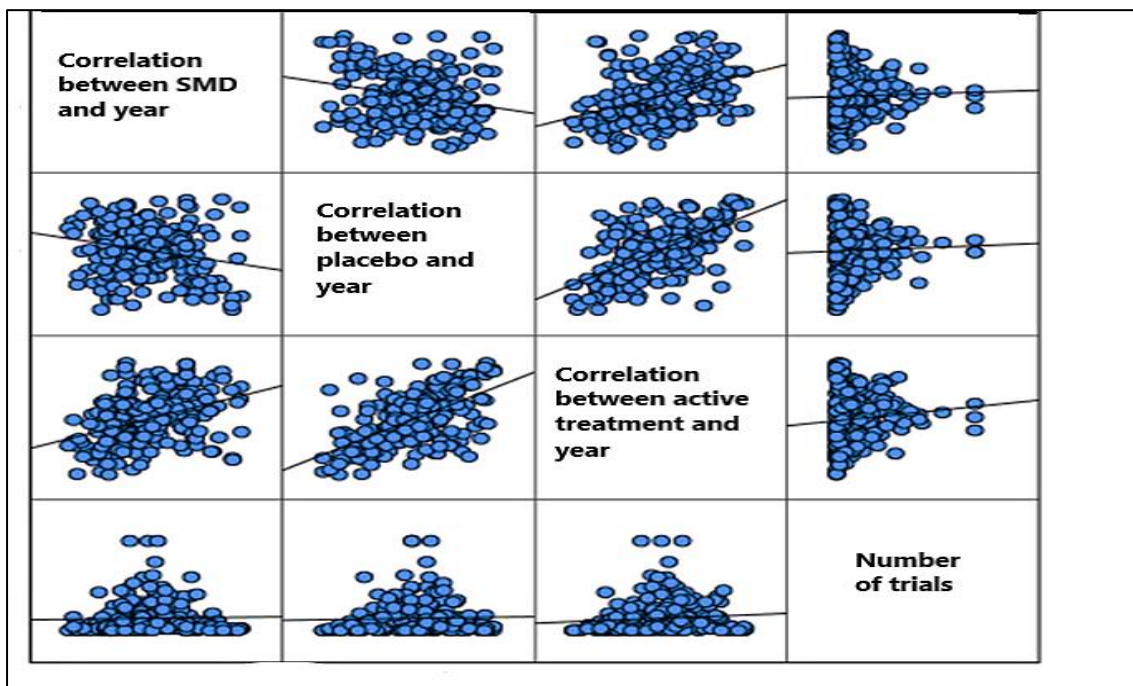 Correlation
between SMD
and year
Correlation
between
placebo and
year
Correlation
between active
treatment and
year
Number
of trials